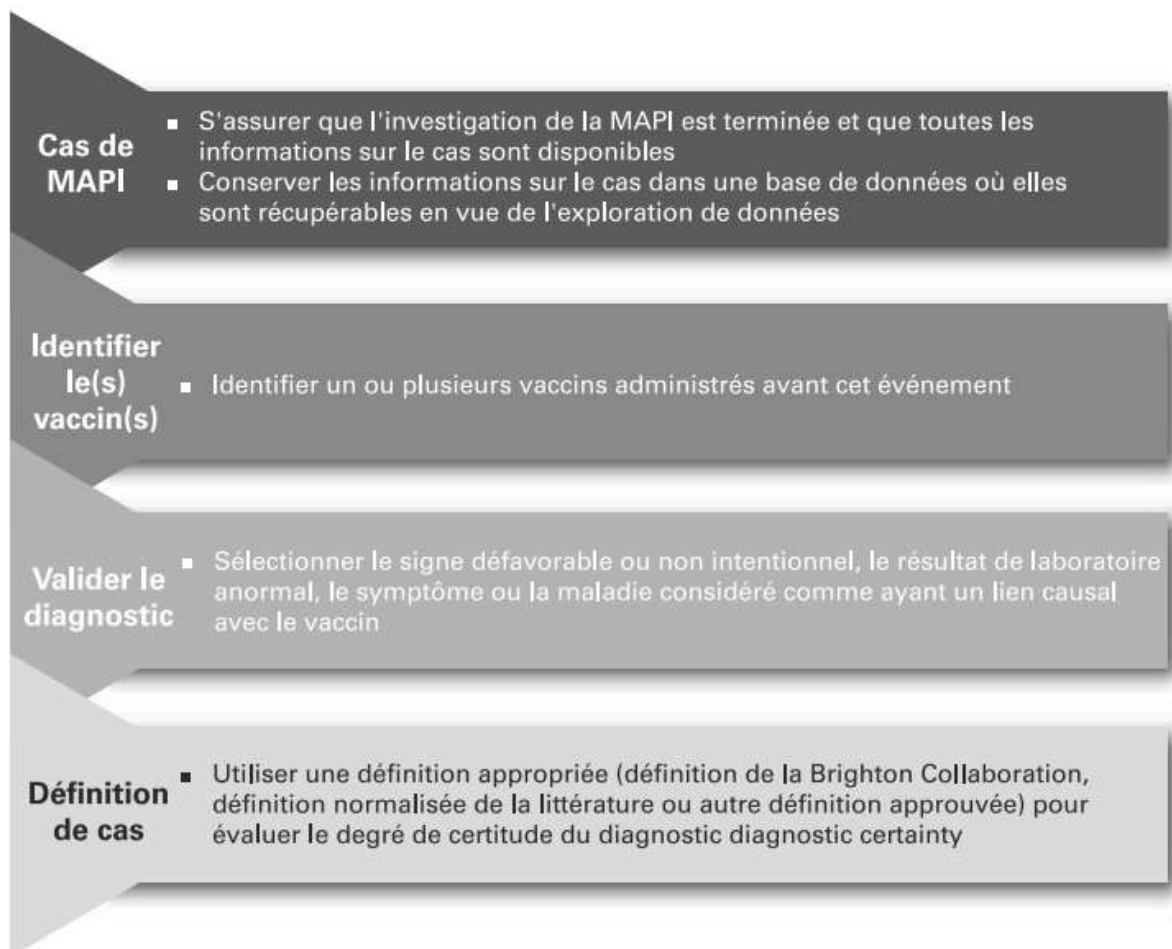 Cas de
MAPI
▪ S'assurer que l'investigation de la MAPI est terminée et que toutes les
informations sur le cas sont disponibles
▪ Conserver les informations sur le cas dans une base de données où elles
sont récupérables en vue de l'exploration de données
Identifier
le(s)
vaccin(s)
▪ Identifier un ou plusieurs vaccins administrés avant cet événement
Valider le
diagnostic
▪ Sélectionner le signe défavorable ou non intentionnel, le résultat de laboratoire
anormal, le symptôme ou la maladie considéré comme ayant un lien causal
avec le vaccin
Définition
de cas
▪ Utiliser une définition appropriée (définition de la Brighton Collaboration,
définition normalisée de la littérature ou autre définition approuvée) pour
évaluer le degré de certitude du diagnostic diagnostic certainty